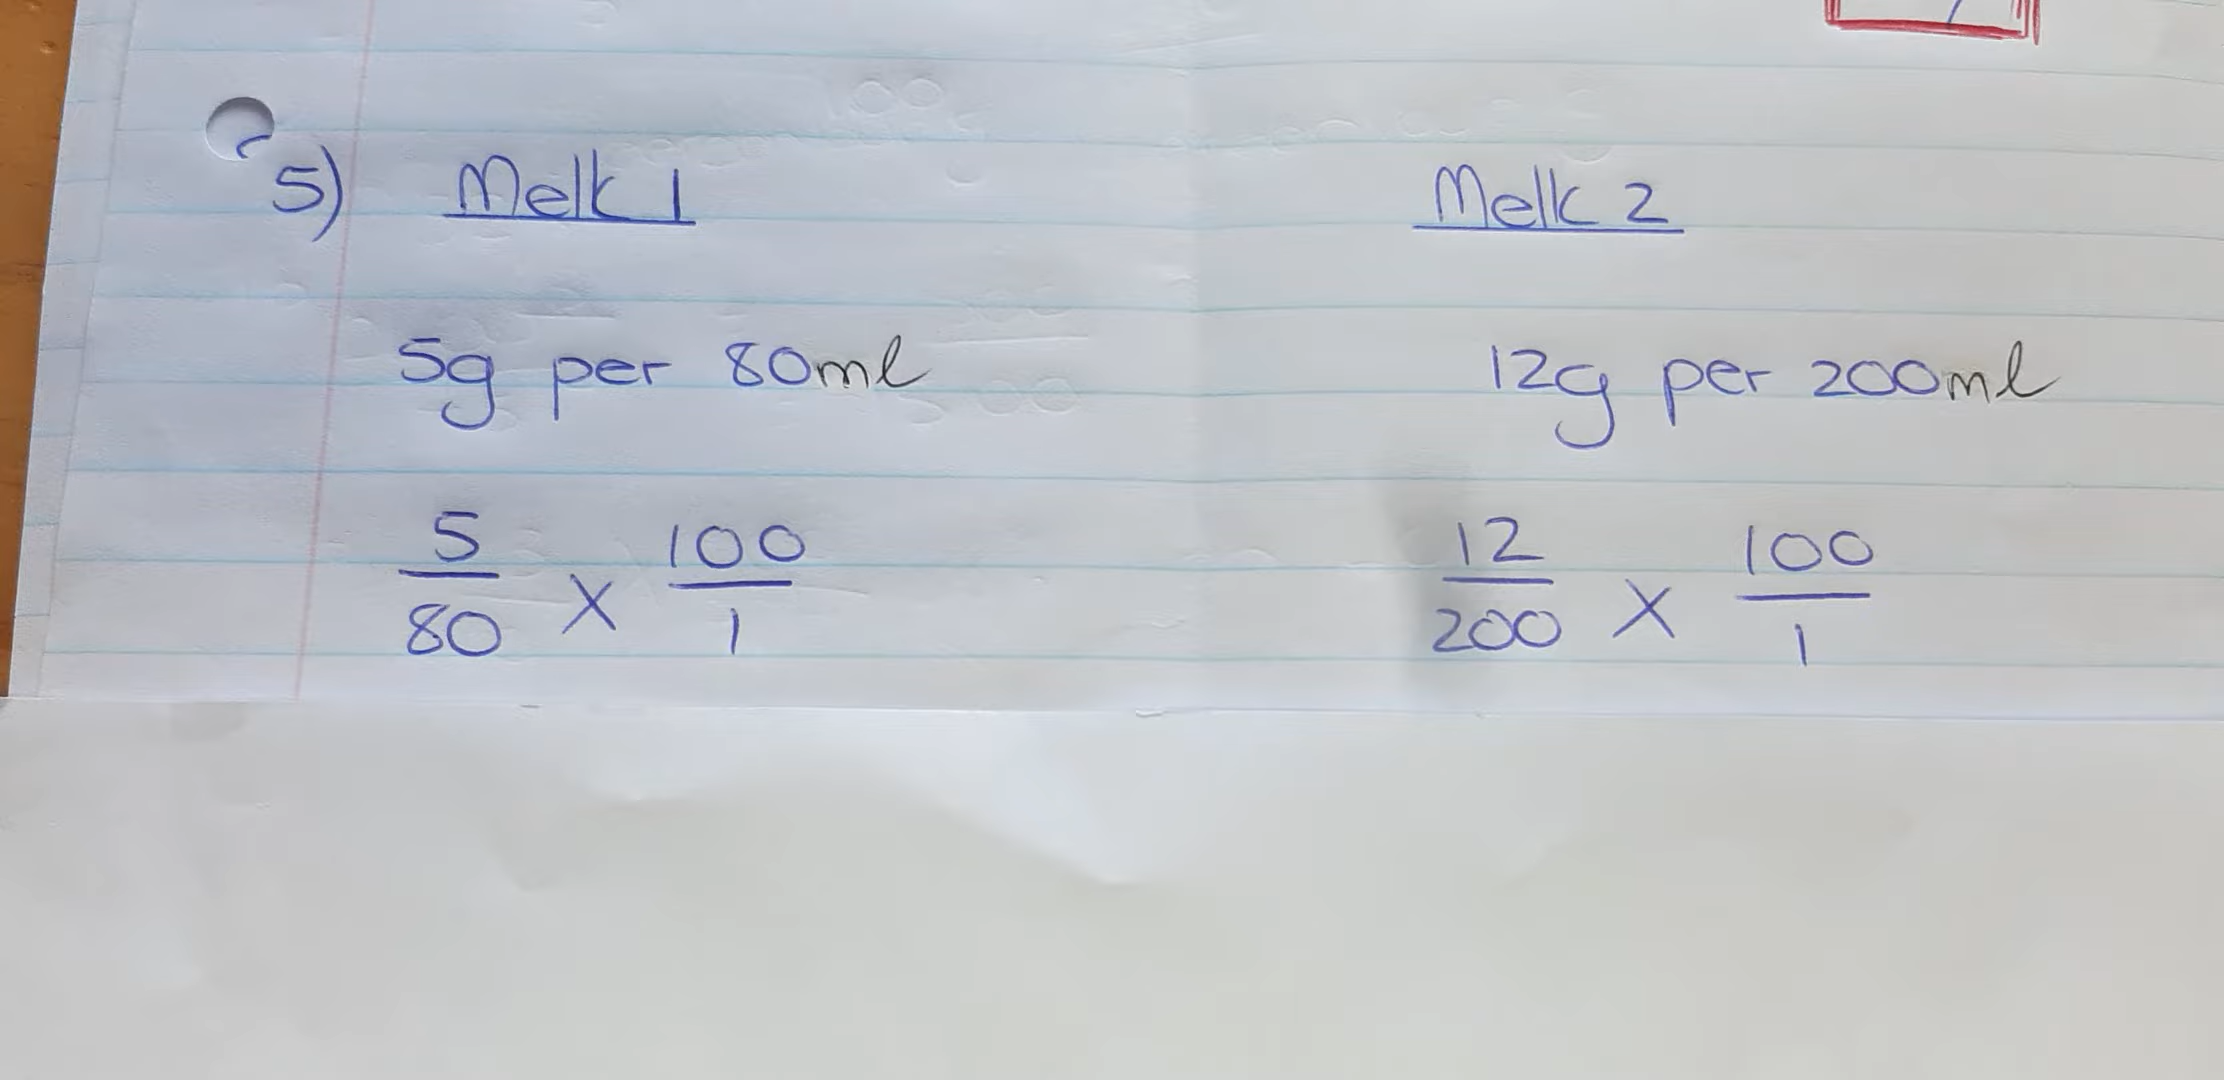 5) Melk 1 Melk 2
5g per 80ml 12g per 200ml
5/80 x 100/1 12/200 x 100/1